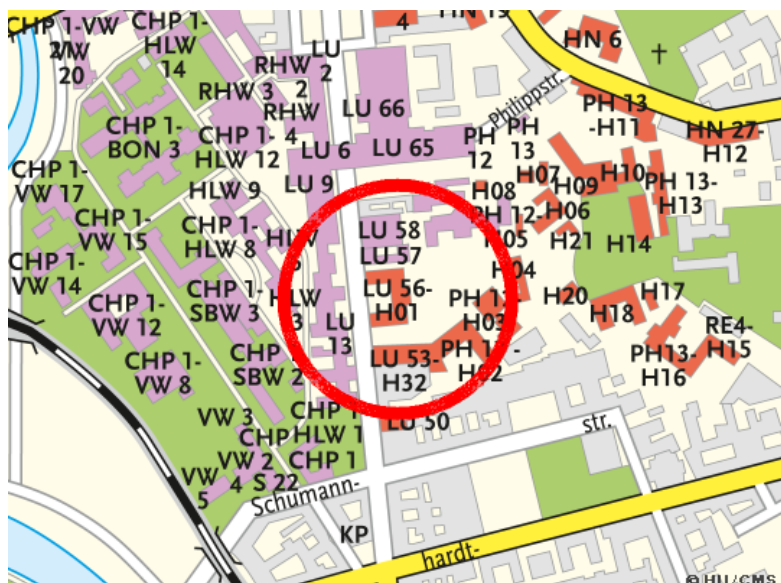 CHP 1-VW
20
CHP 1-
HLW
14
LU
2
4
HN 19
HN 6
RHW
2
RHW 3
RHW
4
LU 66
Philippstr.
PH 13
-H11
HN 27-
H12
CHP 1-
BON 3
CHP 1-
HLW 12
LU 6
LU 65
PH
12
PH
13
CHP 1-
VW 17
HLW 9
LU 9
H08
H07
H09
H10
PH 13-
H13
CHP 1-
VW 15
CHP 1-
HLW 8
HLW
LU 58
LU 57
PH 12-
H05
H06
H21
H14
CHP 1-
VW 14
CHP 1-
SBW 3
HLW
3
LU 56-
H01
H04
H03
H20
H18
H17
CHP 1-
VW 12
LU
13
RE4-
H15
CHP 1-
VW 8
CHP
SBW 2
LU 53-
H32
PH13-
H16
VW 3
CHP 1
HLW 1
LU 50
str.
CHP
VW 2
4
VW
5
S 22
CHP 1
Schumann-
KP
hardt-
© HU/CMS